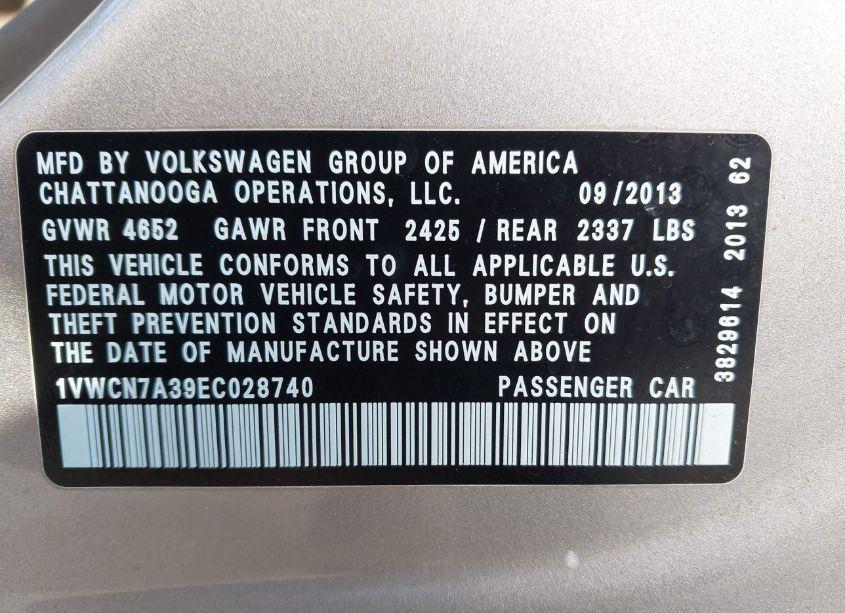 MFD BY VOLKSWAGEN GROUP OF AMERICA
CHATTANOOGA OPERATIONS, LLC. 09/2013
GVWR 4652 GAWR FRONT 2425 / REAR 2337 LBS
THIS VEHICLE CONFORMS TO ALL APPLICABLE U.S.
FEDERAL MOTOR VEHICLE SAFETY, BUMPER AND
THEFT PREVENTION STANDARDS IN EFFECT ON
THE DATE OF MANUFACTURE SHOWN ABOVE
1VWCN7A39EC028740 PASSENGER CAR
3829614 2013 62